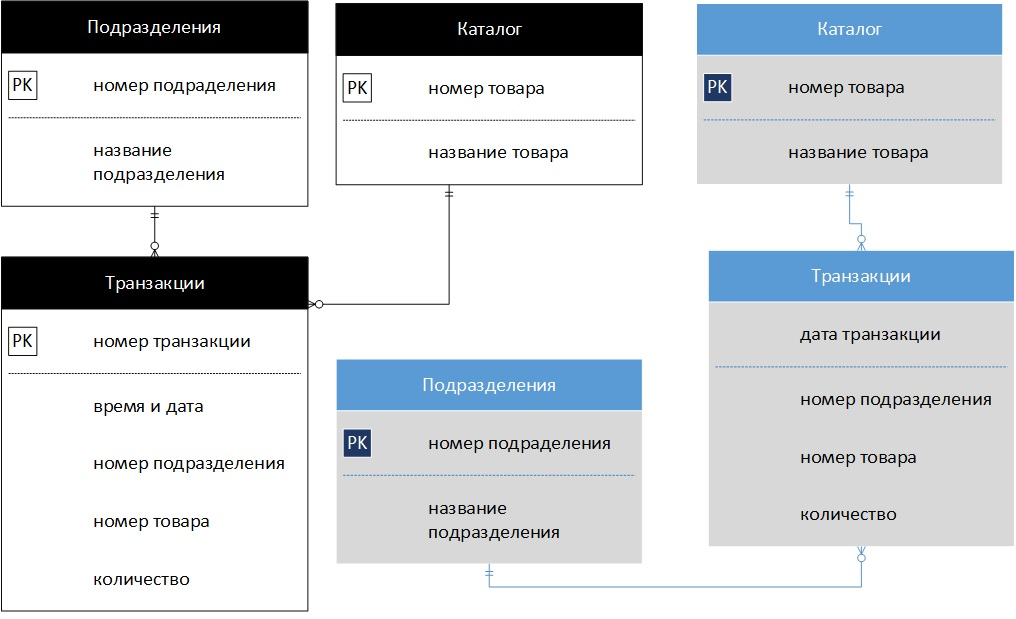 Подразделения
PK
номер подраделения
название
подразделения
Каталог
PK
номер товара
название товара
Каталог
PK
номер товара
название товара
Транзакции
PK
номер транзакции
время и дата
номер подразделения
номер товара
количество
Подразделения
PK
номер подраделения
название
подразделения
Транзакции
дата транзакции
номер подразделения
номер товара
количество